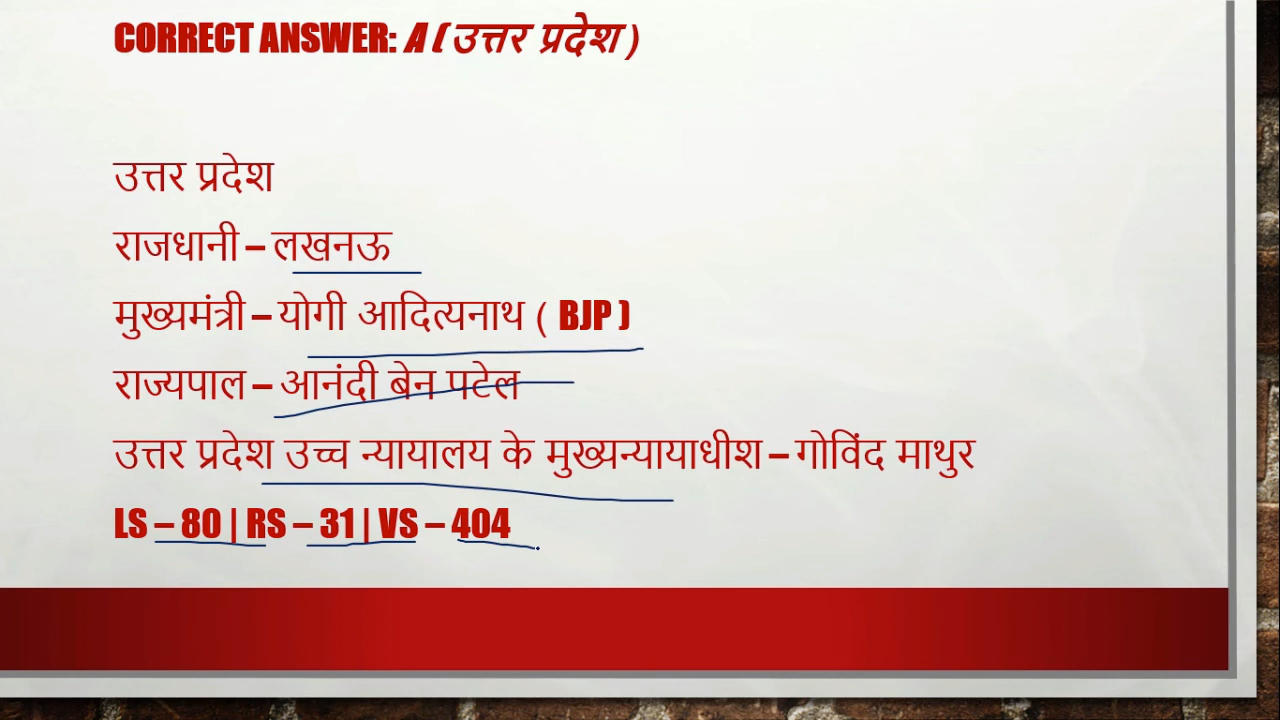 CORRECT ANSWER: A ( उत्तर प्रदेश )
उत्तर प्रदेश
राजधानी – लखनऊ
मुख्यमंत्री – योगी आदित्यनाथ ( BJP )
राज्यपाल – आनंदी बेन पटेल
उत्तर प्रदेश उच्च न्यायालय के मुख्यन्यायाधीश – गोविंद माथुर
LS – 80 | RS – 31 | VS – 404